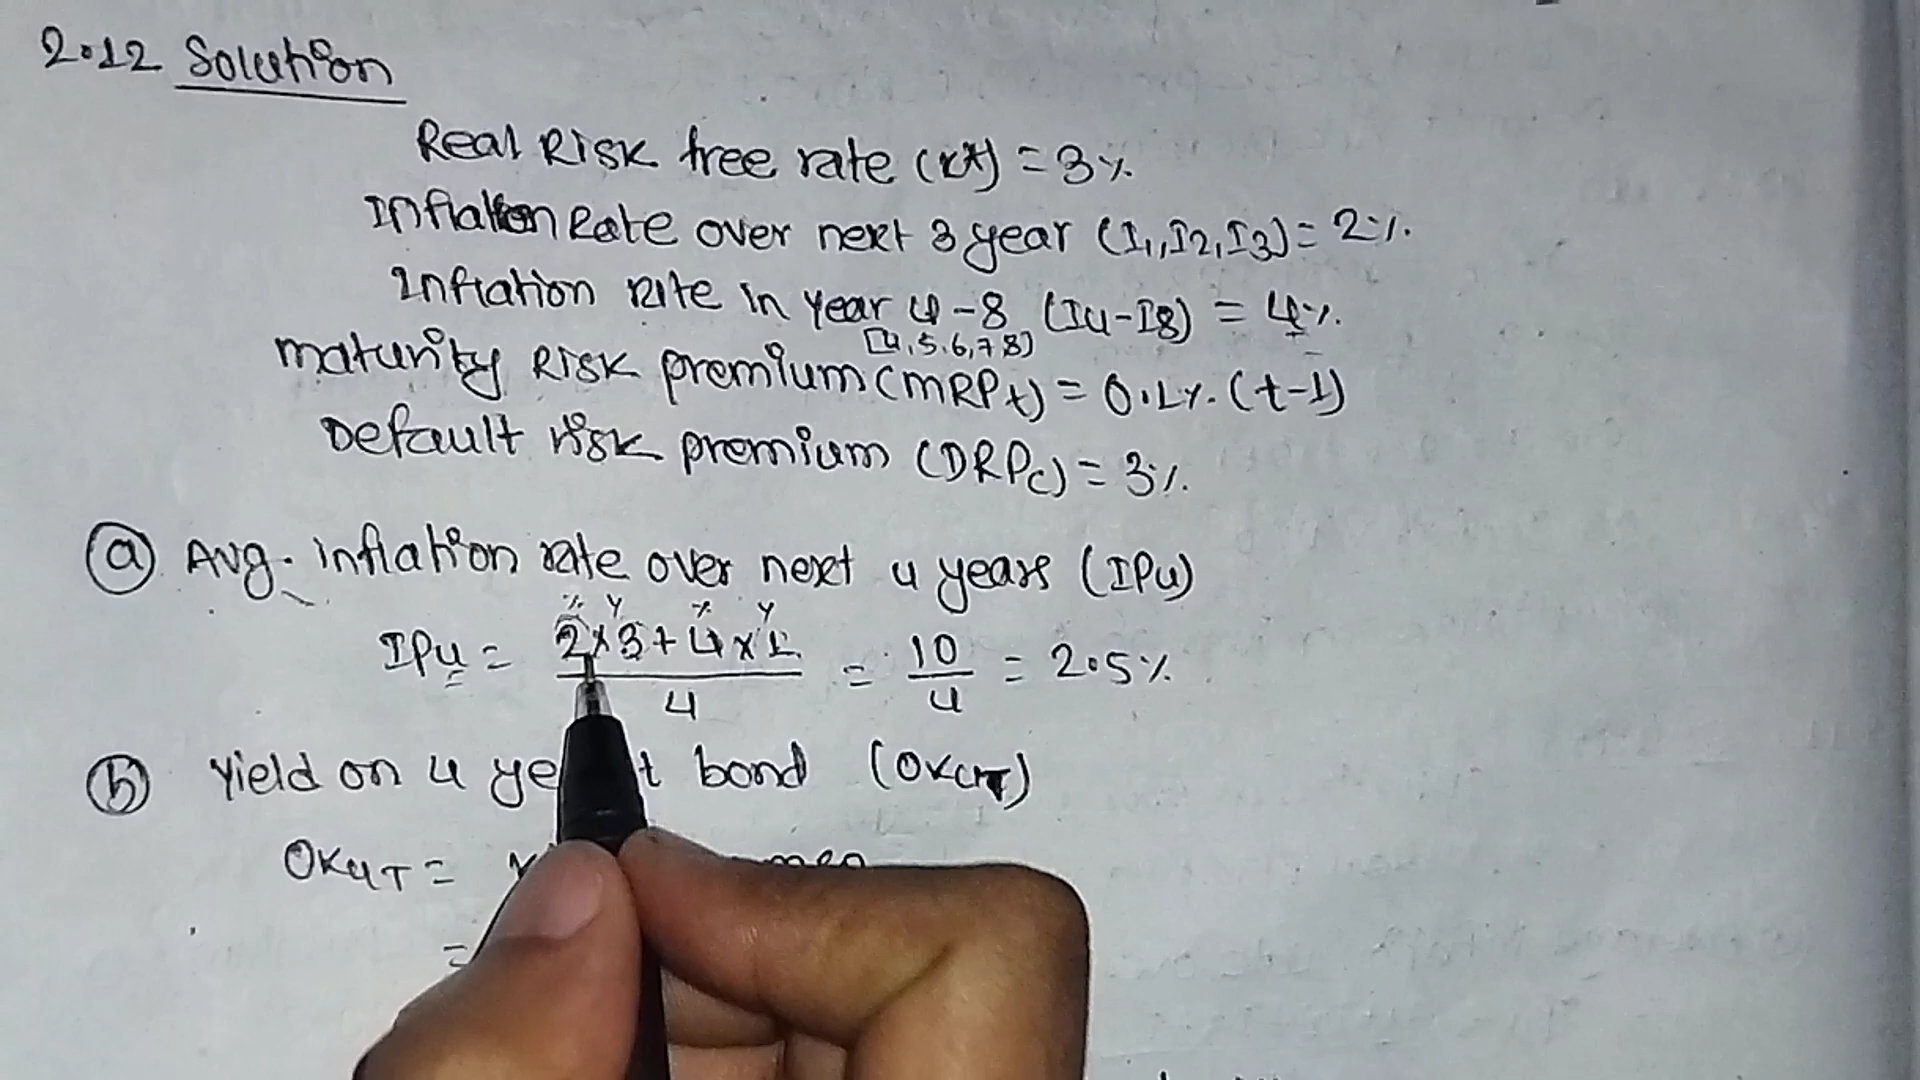 2.12 Solution
Real Risk free rate (k*) = 3%
Inflation Rate over next 3 year (I1, I2, I3) = 2%.
Inflation rate in year 4-8 (I4-I8) = 4%.
[4,5,6,7,8]
maturity Risk premium (MRPt) = 0.1%. (t-1)
Default risk premium (DRPc) = 3%.
(a) Avg. inflation rate over next 4 years (IP4)
% Y % Y
IP4 = 2×3+4×1 / 4 = 10/4 = 2.5%
(b) Yield on 4 ye t bond
OK4T =
=